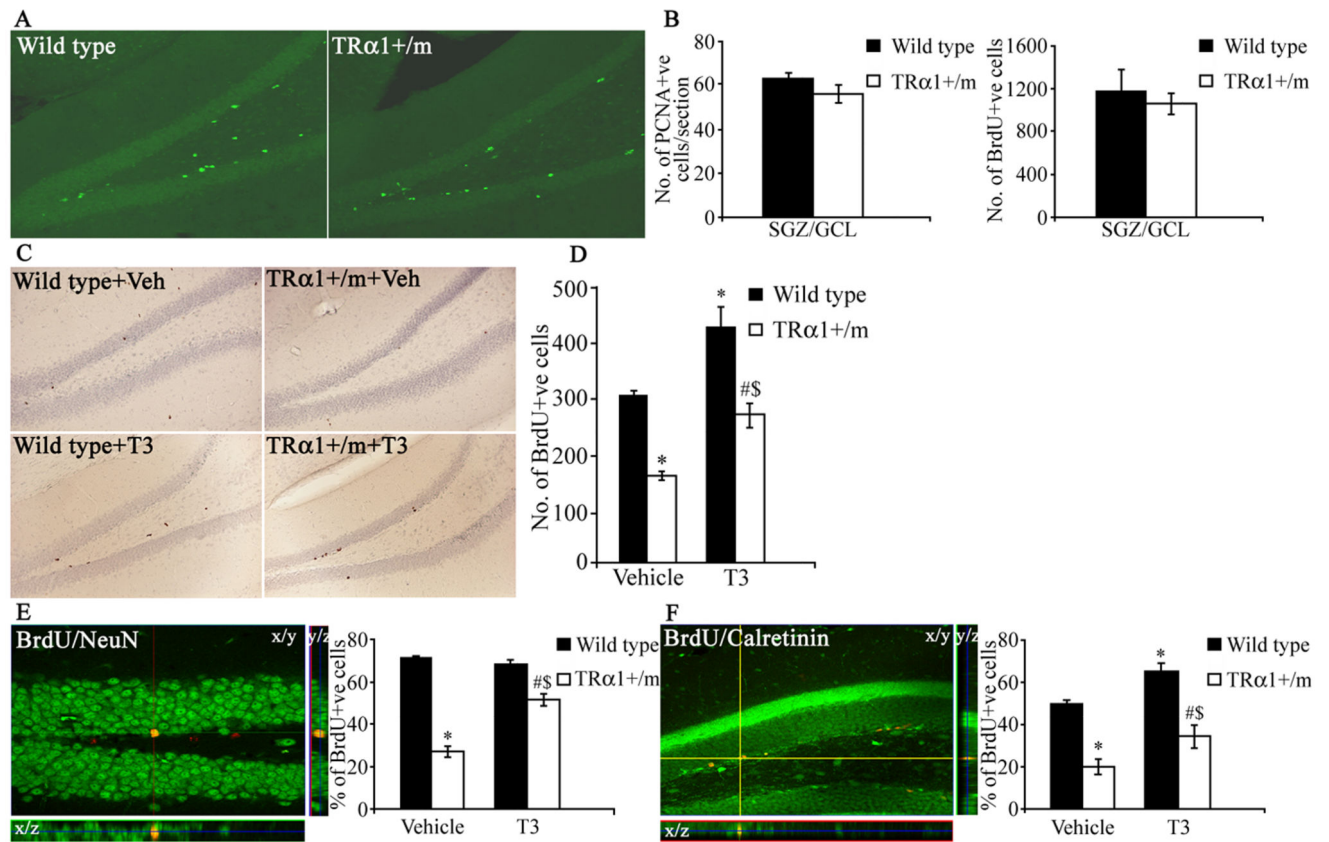 A
Wild type
TRα1+/m
B
No. of PCNA+ve
cells/section
80
60
40
20
0
SGZ/GCL
Wild type
TRα1+/m
No. of BrdU+ve cells
1600
1200
800
400
0
SGZ/GCL
Wild type
TRα1+/m
C
Wild type+Veh
TRα1+/m+Veh
Wild type+T3
TRα1+/m+T3
D
No. of BrdU+ve cells
500
400
300
200
100
0
*
*
#$
Vehicle
T3
Wild type
TRα1+/m
E
BrdU/NeuN
x/y
y/z
x/z
% of BrdU+ve cells
80
60
40
20
0
*
#$
Vehicle
T3
Wild type
TRα1+/m
F
BrdU/Calretinin
x/y
y/z
x/z
% of BrdU+ve cells
80
60
40
20
0
*
*
#$
Vehicle
T3
Wild type
TRα1+/m